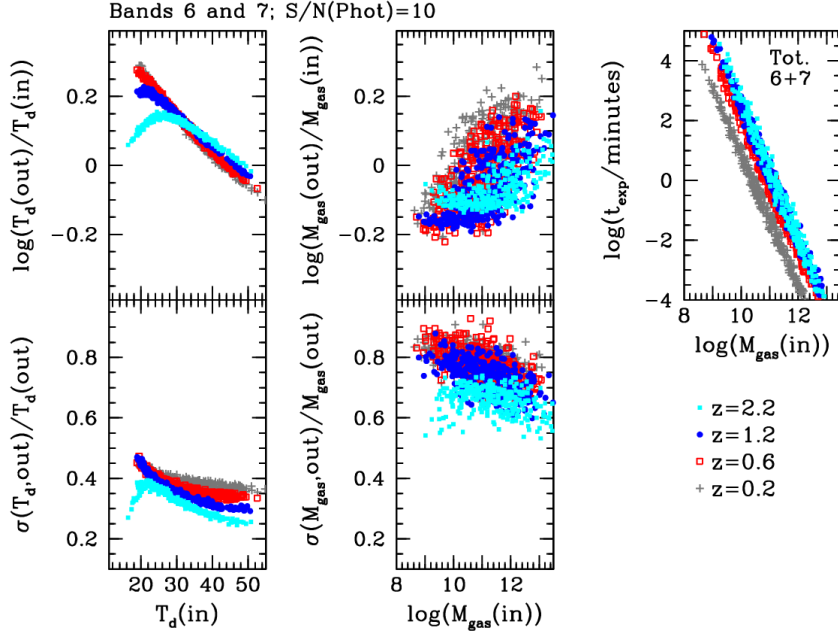 Bands 6 and 7; S/N(Phot)=10
log(T_d(out)/T_d(in)
0.2
0
−0.2
log(M_gas(out)/M_gas(in))
0.2
0
−0.2
log(t_exp/minutes)
4
2
0
−2
−4
Tot.
6+7
8 10 12
log(M_gas(in))
σ(T_d,out)/T_d(out)
0.8
0.6
0.4
0.2
20 30 40 50
T_d(in)
σ(M_gas,out)/M_gas(out)
0.8
0.6
0.4
0.2
8 10 12
log(M_gas(in))
z=2.2
z=1.2
z=0.6
z=0.2